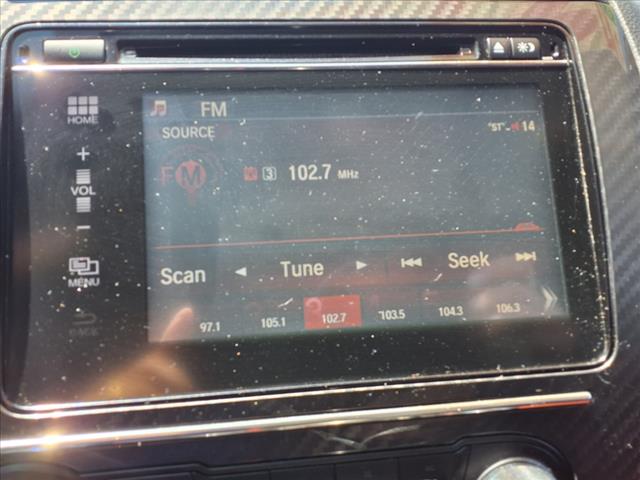 FM
HOME
SOURCE
"ST"
14
+
FM
3 102.7 MHz
VOL
−
Scan Tune Seek
MENU
97.1 105.1 102.7 103.5 104.3 106.3